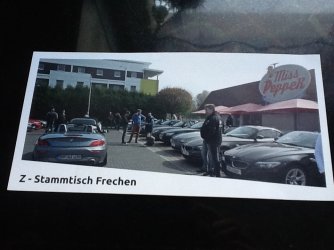 Miss
Pepper
Z - Stammtisch Frechen